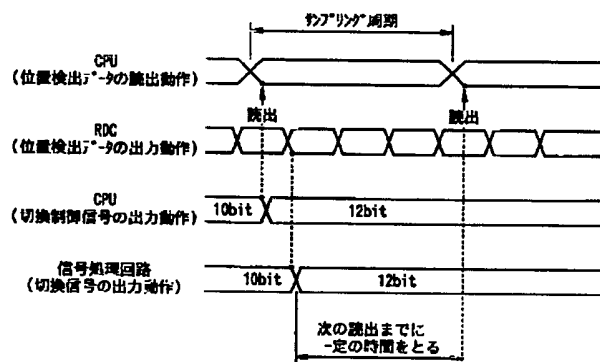 サンプリング周期
CPU
(位置検出データの読出動作)
読出
読出
RDC
(位置検出データの出力動作)
CPU
(切換制御信号の出力動作)
10bit
12bit
信号処理回路
(切換信号の出力動作)
10bit
12bit
次の読出までに
一定の時間をとる